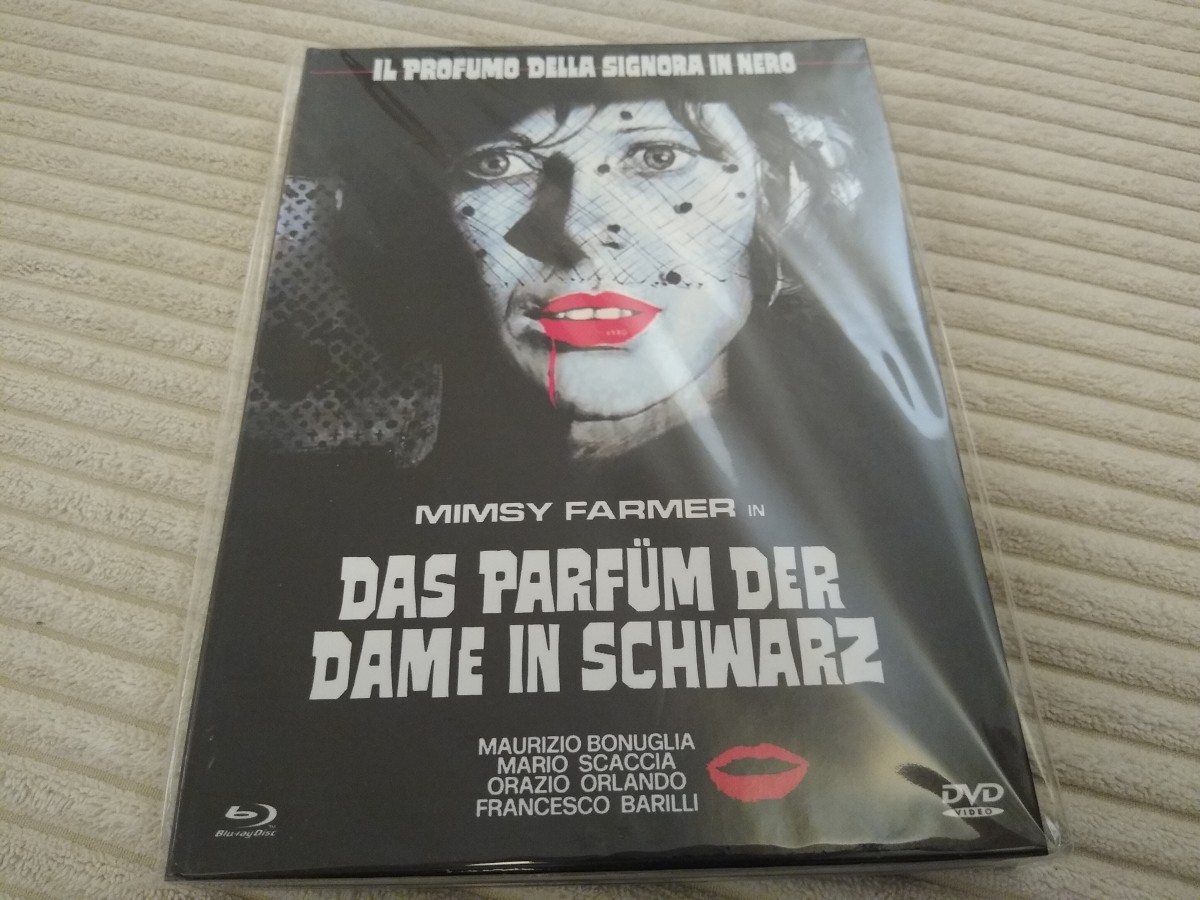 IL PROFUMO DELLA SIGNORA IN NERO
MIMSY FARMER IN
DAS PARFÜM DER
DAME IN SCHWARZ
MAURIZIO BONUGLIA
MARIO SCACCIA
ORAZIO ORLANDO
FRANCESCO BARILLI
Blu-ray Disc
DVD
VIDEO